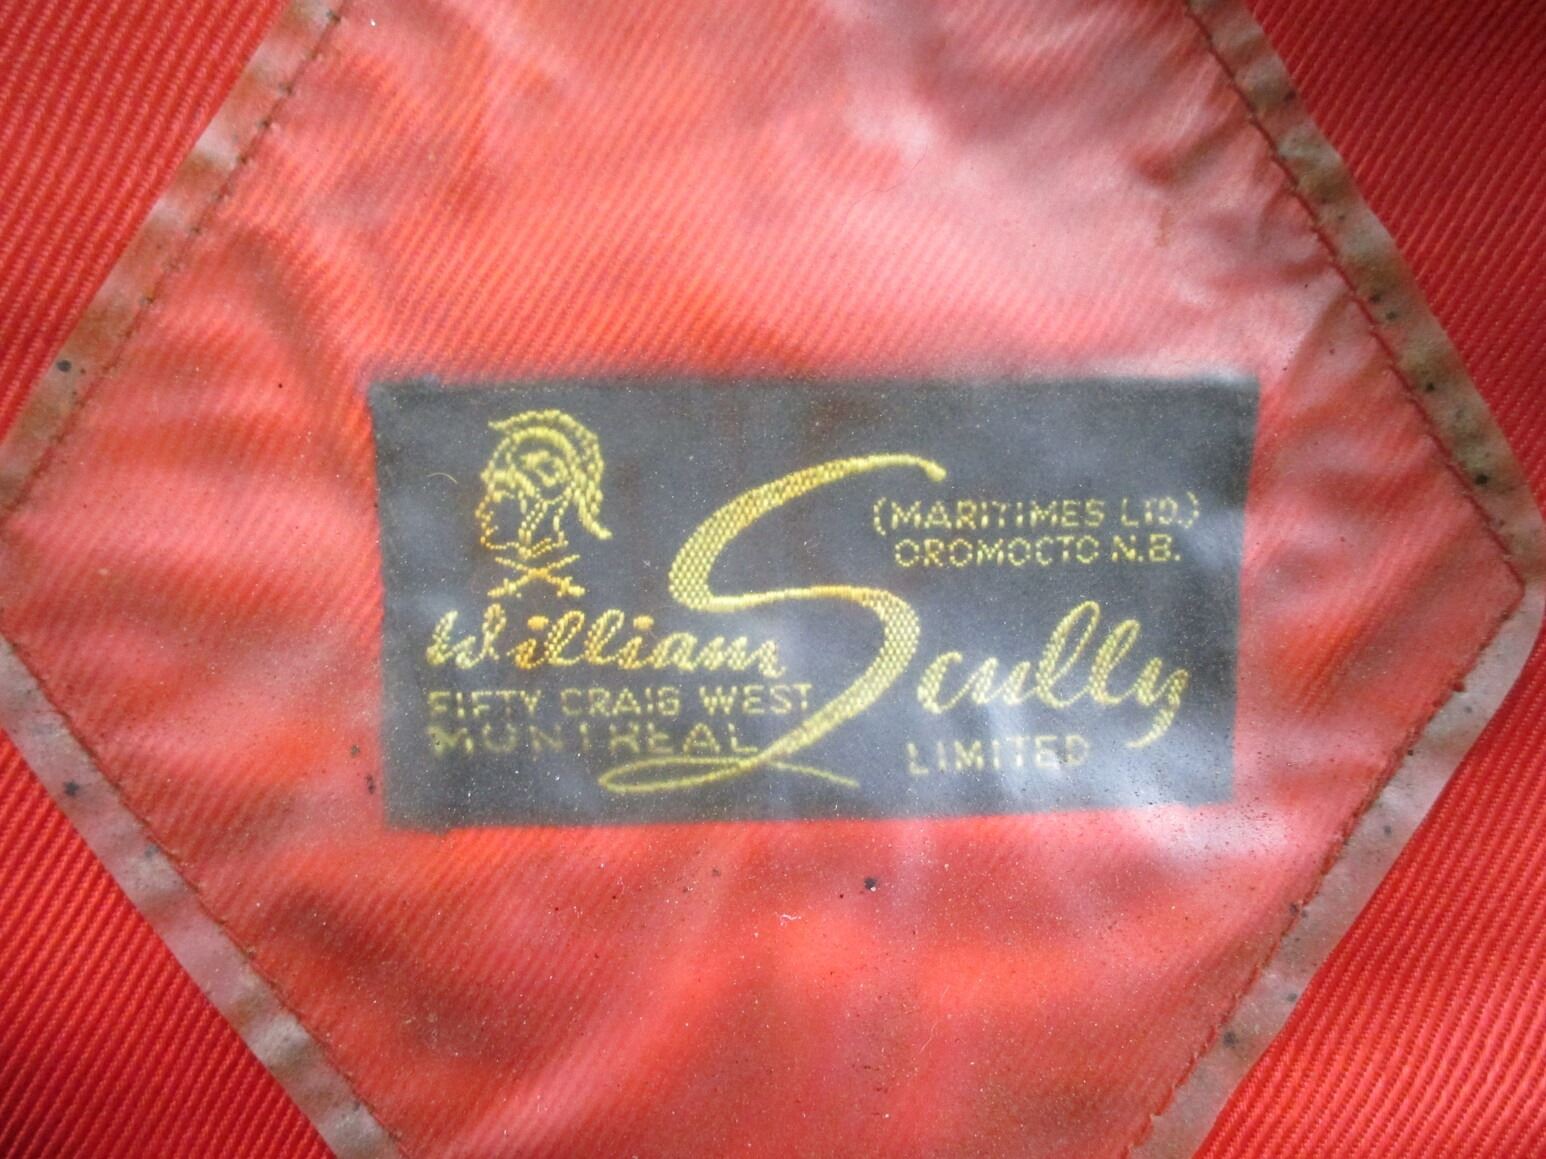 (MARITIMES LTD.)
OROMOCTO N.B.
William Scully
FIFTY CRAIG WEST
MONTREAL
LIMITED